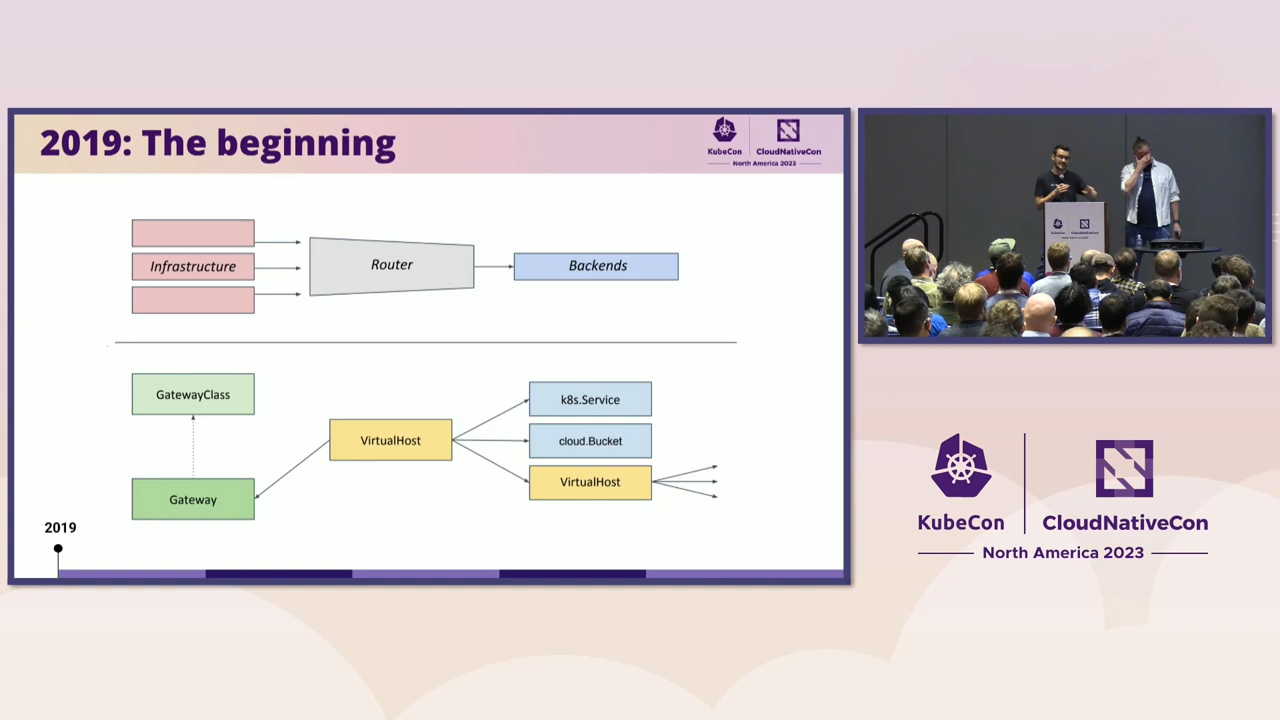 2019: The beginning
KubeCon
CloudNativeCon
North America 2023
Infrastructure
Router
Backends
GatewayClass
Gateway
VirtualHost
k8s.Service
cloud.Bucket
VirtualHost
2019
KubeCon
CloudNativeCon
North America 2023